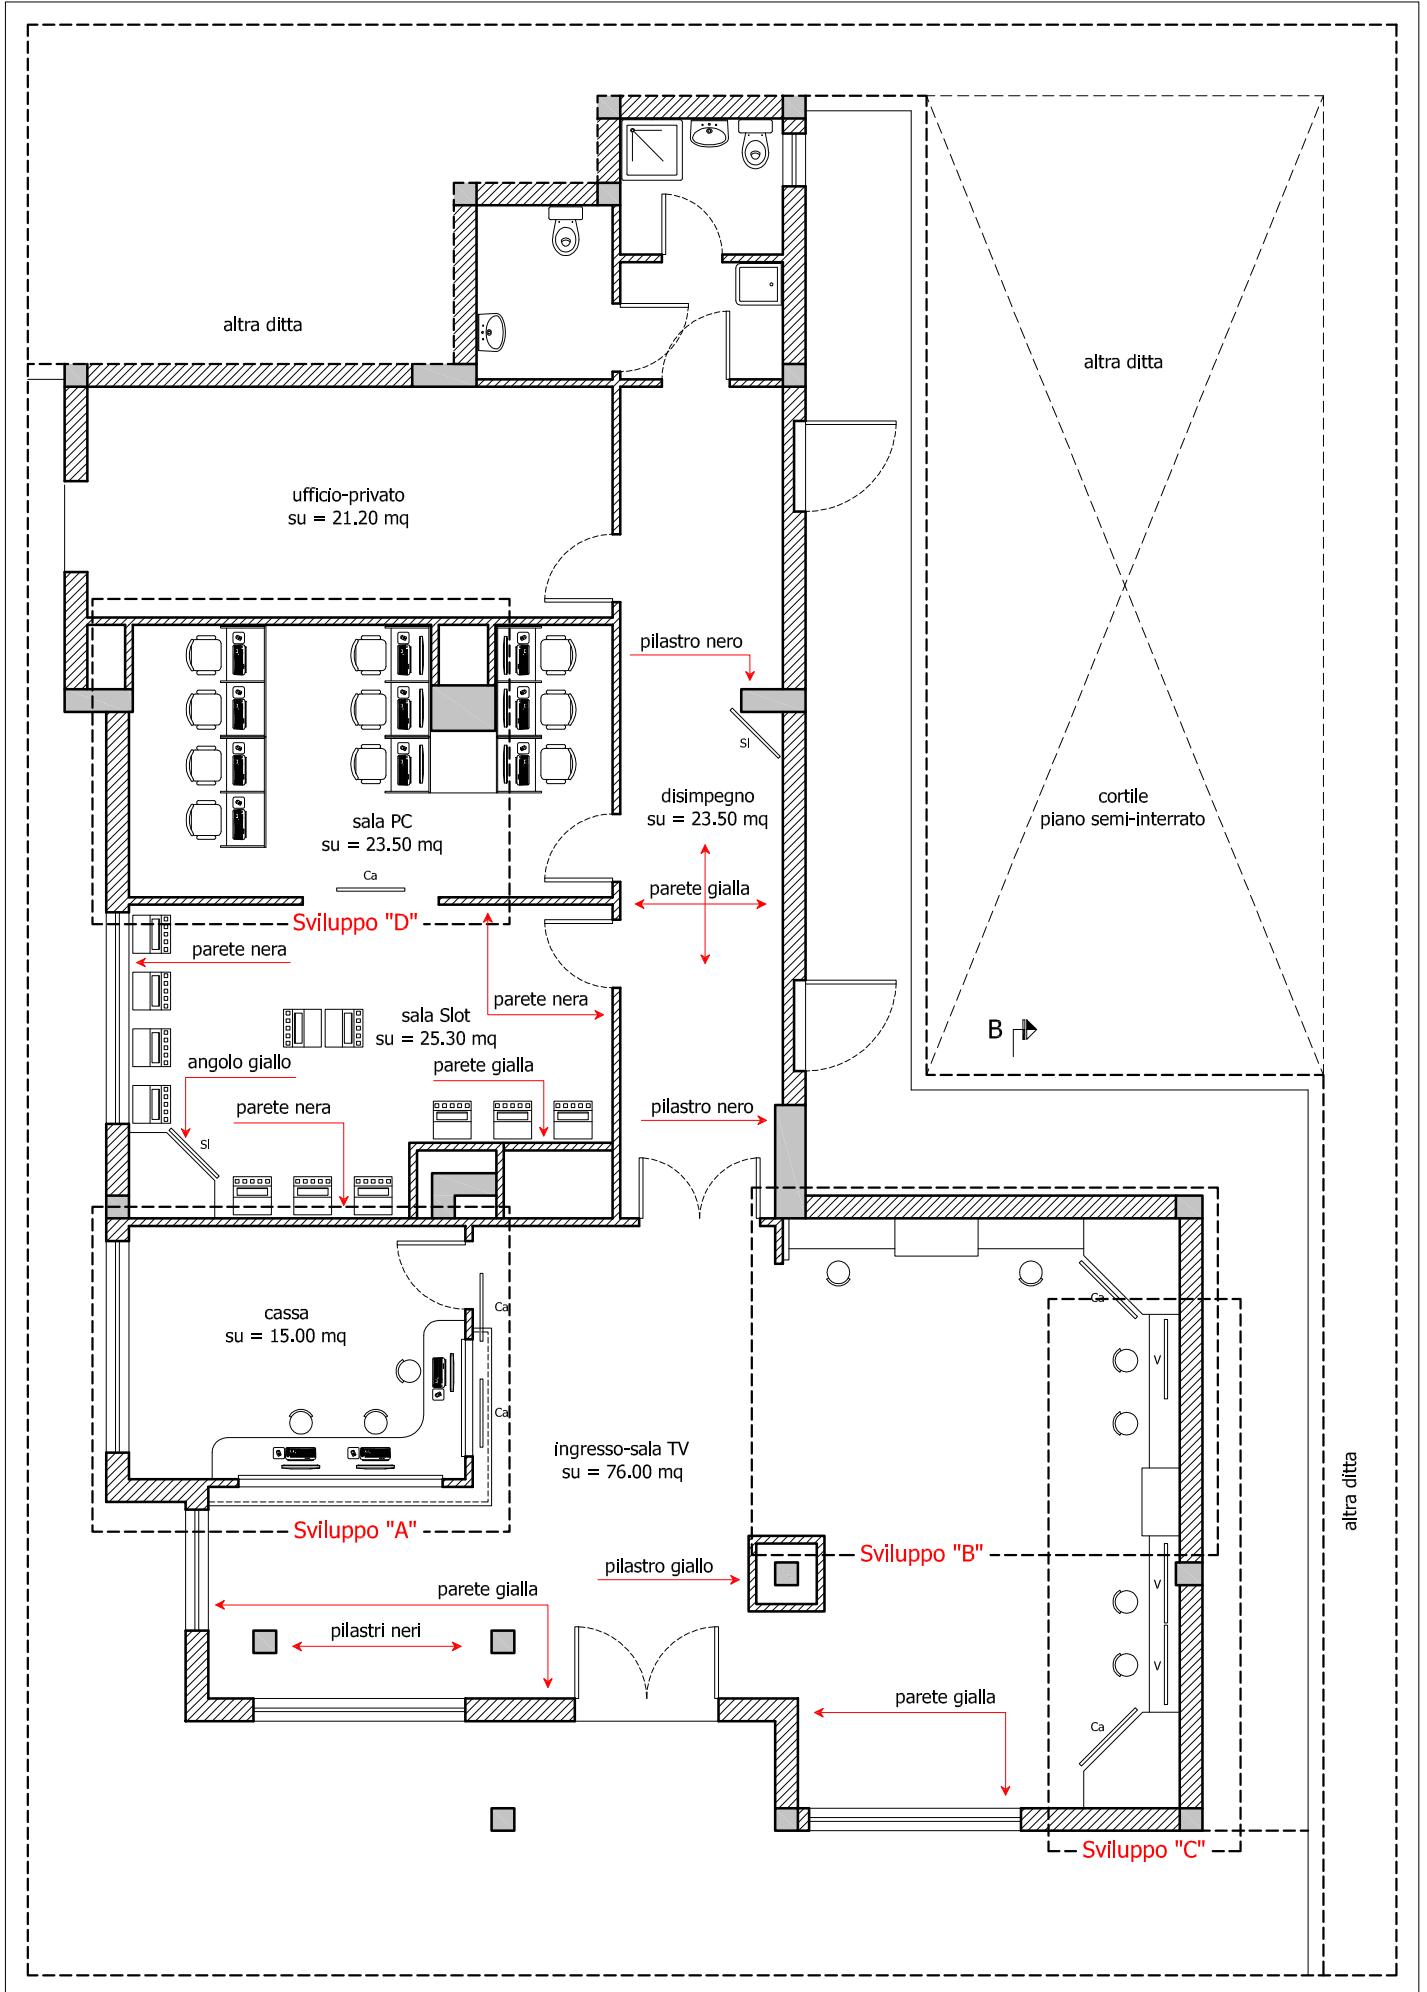 altra ditta
altra ditta
ufficio-privato
su = 21.20 mq
pilastro nero
Sl
disimpegno
su = 23.50 mq
cortile
piano semi-interrato
sala PC
su = 23.50 mq
Ca
parete gialla
Sviluppo "D"
parete nera
parete nera
sala Slot
su = 25.30 mq
B
angolo giallo
parete gialla
parete nera
pilastro nero
Sl
Ca
Ca
cassa
su = 15.00 mq
V
Ca
ingresso-sala TV
su = 76.00 mq
altra ditta
Sviluppo "A"
Sviluppo "B"
pilastro giallo
V
parete gialla
pilastri neri
V
parete gialla
Ca
Sviluppo "C"